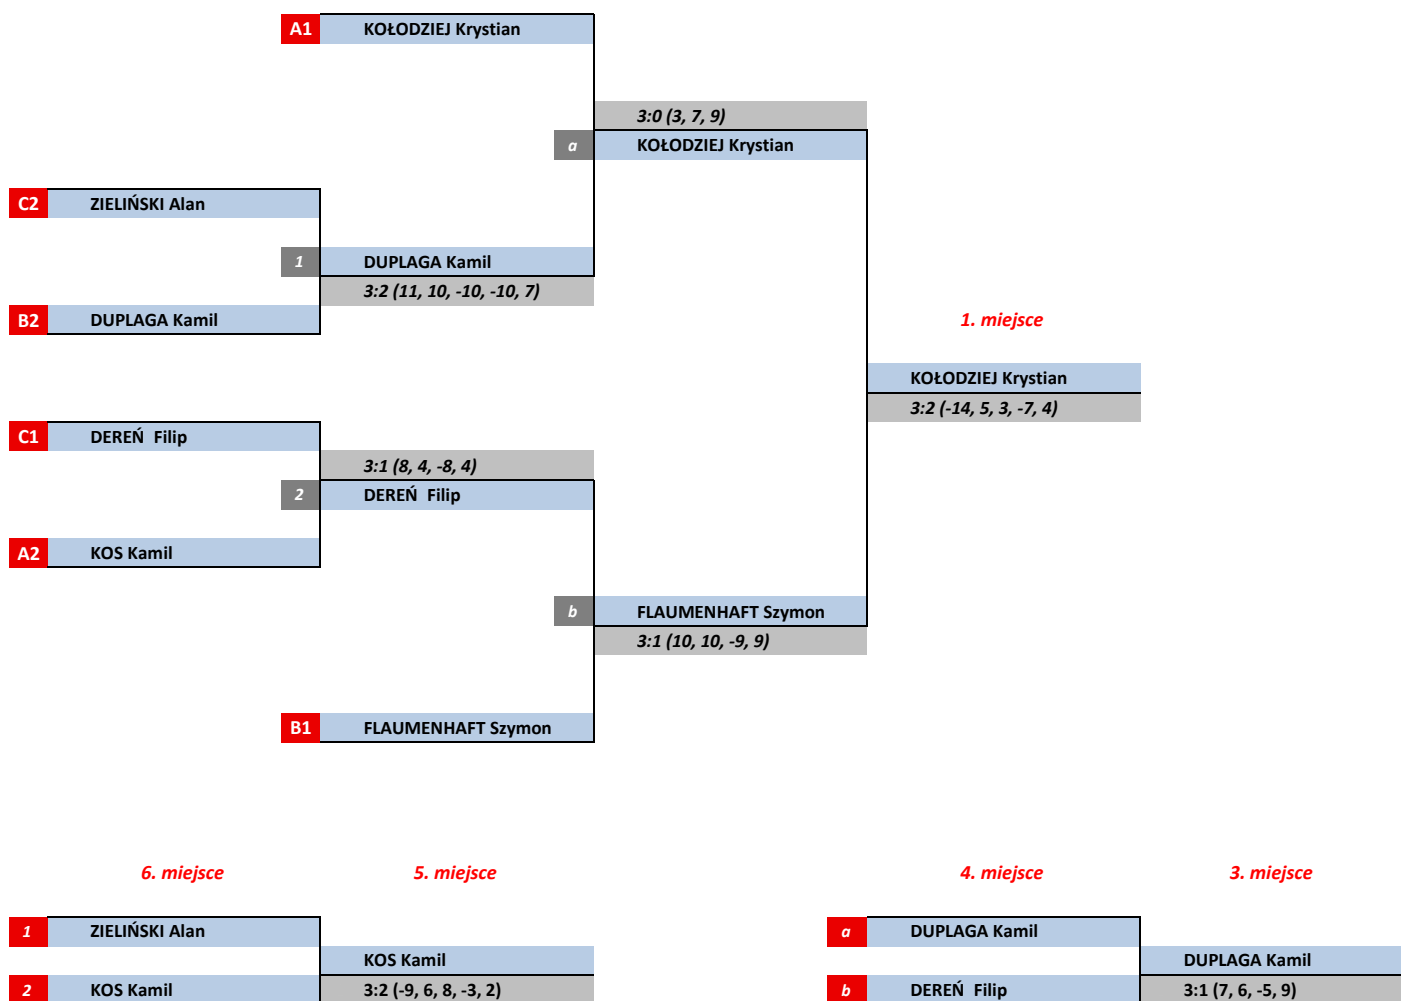 A1 KOŁODZIEJ Krystian
3:0 (3, 7, 9)
a KOŁODZIEJ Krystian
C2 ZIELIŃSKI Alan
1 DUPLAGA Kamil
3:2 (11, 10, -10, -10, 7)
B2 DUPLAGA Kamil
1. miejsce
KOŁODZIEJ Krystian
3:2 (-14, 5, 3, -7, 4)
C1 DEREŃ Filip
3:1 (8, 4, -8, 4)
2 DEREŃ Filip
A2 KOS Kamil
b FLAUMENHAFT Szymon
3:1 (10, 10, -9, 9)
B1 FLAUMENHAFT Szymon
6. miejsce 5. miejsce 4. miejsce 3. miejsce
1 ZIELIŃSKI Alan a DUPLAGA Kamil
KOS Kamil DUPLAGA Kamil
2 KOS Kamil 3:2 (-9, 6, 8, -3, 2) b DEREŃ Filip 3:1 (7, 6, -5, 9)